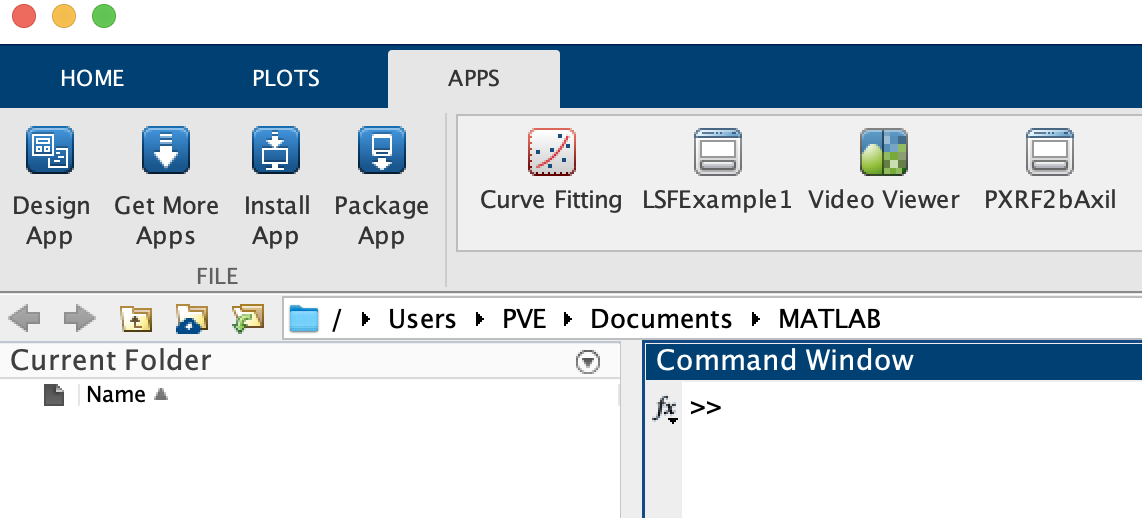 HOME PLOTS APPS
Design App
Get More Apps
Install App
Package App
Curve Fitting
LSFExample1
Video Viewer
PXRF2bAxil
FILE
/ Users PVE Documents MATLAB
Current Folder
Name
Command Window
fx >>